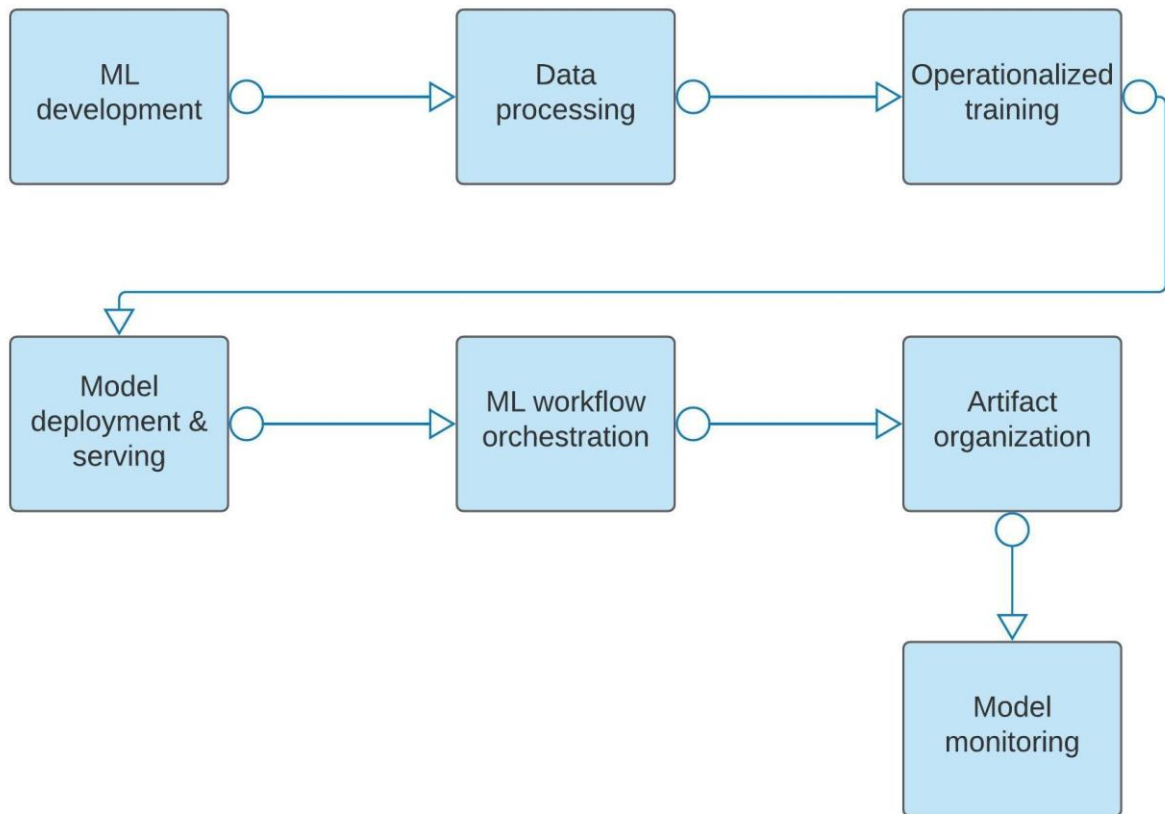 ML
development
Data
processing
Operationalized
training
Model
deployment &
serving
ML workflow
orchestration
Artifact
organization
Model
monitoring